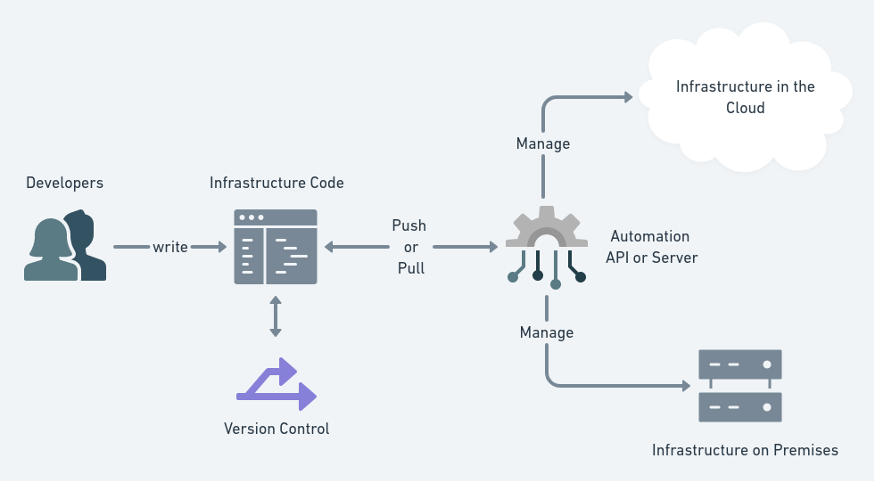 Developers
write
Infrastructure Code
Version Control
Push
or
Pull
Automation
API or Server
Manage
Infrastructure in the
Cloud
Manage
Infrastructure on Premises